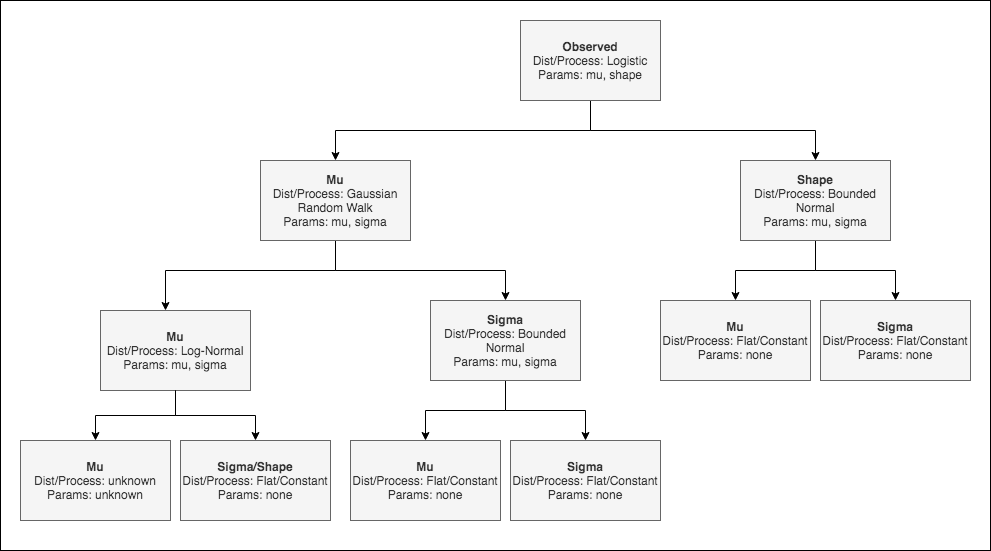 Observed
Dist/Process: Logistic
Params: mu, shape
Mu
Dist/Process: Gaussian
Random Walk
Params: mu, sigma
Shape
Dist/Process: Bounded
Normal
Params: mu, sigma
Mu
Dist/Process: Log-Normal
Params: mu, sigma
Sigma
Dist/Process: Bounded
Normal
Params: mu, sigma
Mu
Dist/Process: Flat/Constant
Params: none
Sigma
Dist/Process: Flat/Constant
Params: none
Mu
Dist/Process: unknown
Params: unknown
Sigma/Shape
Dist/Process: Flat/Constant
Params: none
Mu
Dist/Process: Flat/Constant
Params: none
Sigma
Dist/Process: Flat/Constant
Params: none